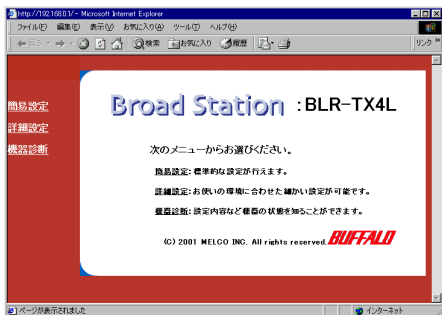 http://192.168.0.1/ - Microsoft Internet Explorer
ファイル(F) 編集(E) 表示(V) お気に入り(A) ツール(T) ヘルプ(H)
戻る 検索 お気に入り 履歴 リンク »
簡易設定
詳細設定
機器診断
Broad Station :BLR-TX4L
次のメニューからお選びください。
簡易設定:標準的な設定が行えます。
詳細設定:お使いの環境に合わせた細かい設定が可能です。
機器診断:設定内容など機器の状態を知ることができます。
(C) 2001 MELCO INC. All rights reserved. BUFFALO
ページが表示されました インターネット